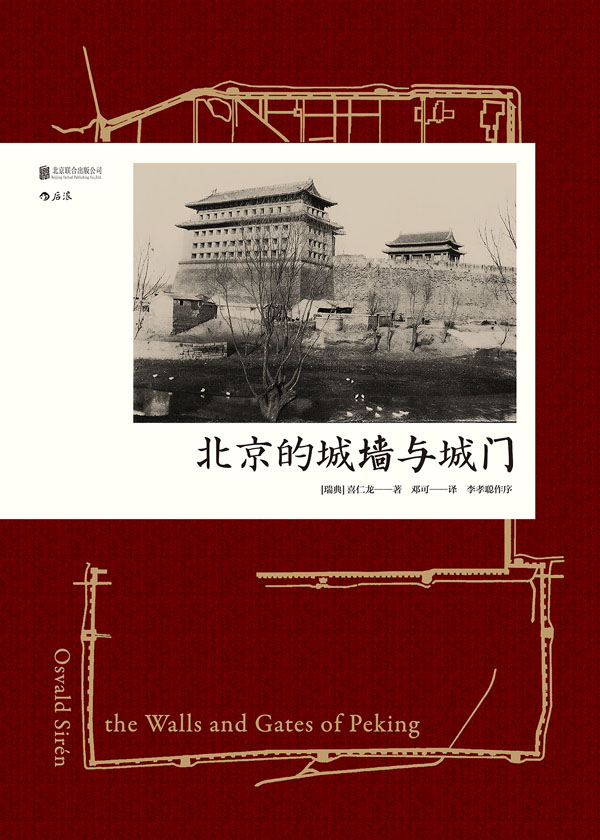 北京联合出版公司
Beijing United Publishing Co.,Ltd.
后浪
北京的城墙与城门
[瑞典] 喜仁龙——著 邓可——译 李孝聪作序
Osvald Sirén
the Walls and Gates of Peking